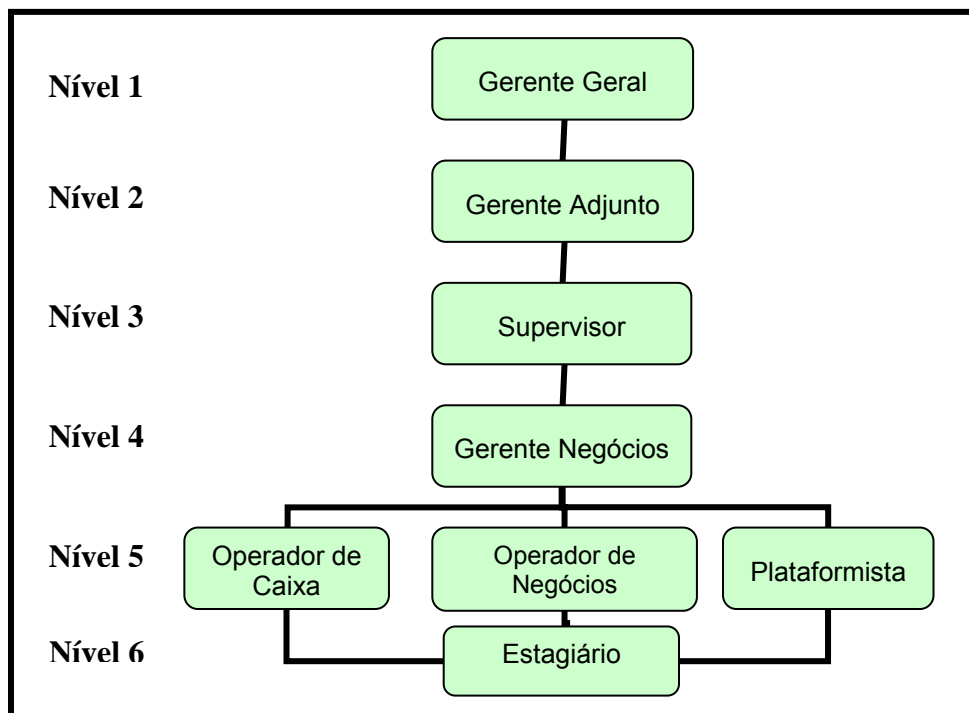 Nível 1
Gerente Geral
Nível 2
Gerente Adjunto
Nível 3
Supervisor
Nível 4
Gerente Negócios
Nível 5
Operador de
Caixa
Operador de
Negócios
Plataformista
Nível 6
Estagiário